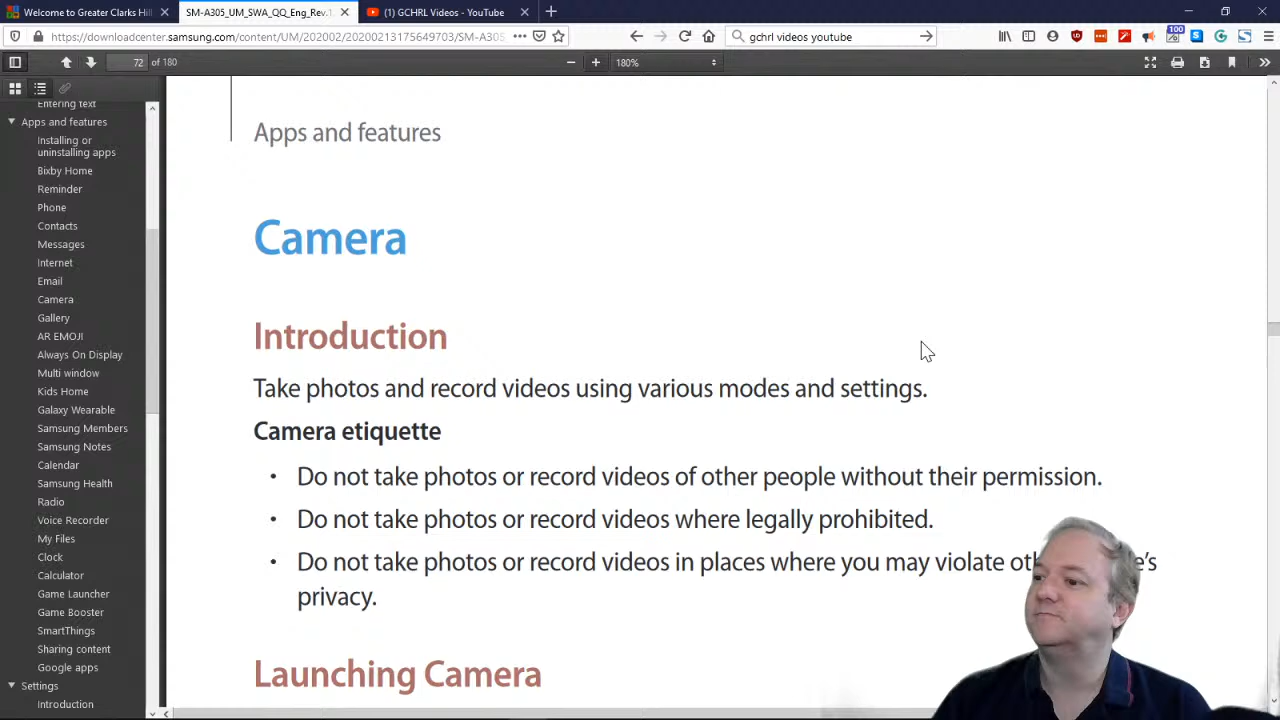 Welcome to Greater Clarks Hill
SM-A305_UM_SWA_QQ_Eng_Rev.1
(1) GCHRL Videos - YouTube
https://downloadcenter.samsung.com/content/UM/202002/20200213175649703/SM-A305
gchrl videos youtube
100
72 of 180
180%
Entering text
Apps and features
Installing or
uninstalling apps
Bixby Home
Reminder
Phone
Contacts
Messages
Internet
Email
Camera
Gallery
AR EMOJI
Always On Display
Multi window
Kids Home
Galaxy Wearable
Samsung Members
Samsung Notes
Calendar
Samsung Health
Radio
Voice Recorder
My Files
Clock
Calculator
Game Launcher
Game Booster
SmartThings
Sharing content
Google apps
Settings
Introduction
Apps and features
Camera
Introduction
Take photos and record videos using various modes and settings.
Camera etiquette
• Do not take photos or record videos of other people without their permission.
• Do not take photos or record videos where legally prohibited.
• Do not take photos or record videos in places where you may violate
privacy.
Launching Camera